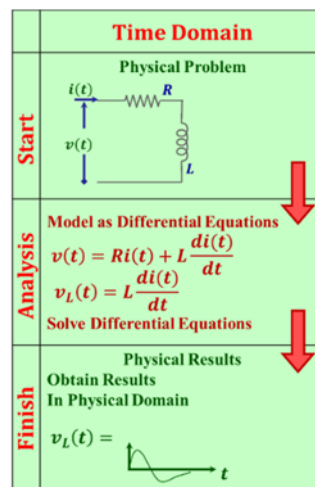 Time Domain
Start
Physical Problem
i(t)
R
v(t)
L
Analysis
Model as Differential Equations
v(t) = Ri(t) + L di(t)/dt
v_L(t) = L di(t)/dt
Solve Differential Equations
Finish
Physical Results
Obtain Results
In Physical Domain
v_L(t) =
t